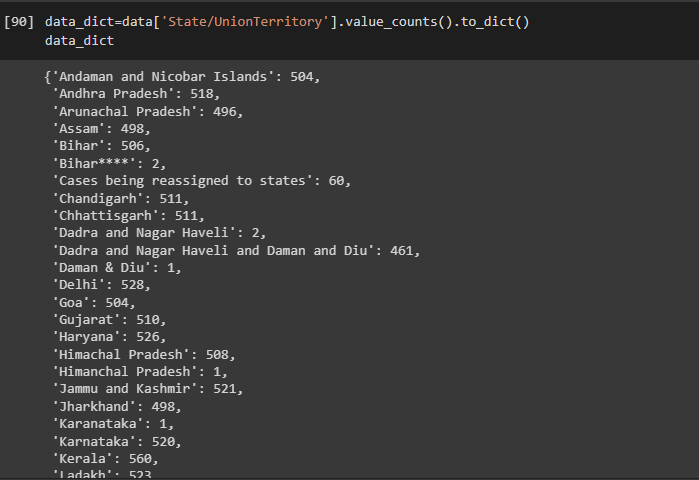 [90] data_dict=data['State/UnionTerritory'].value_counts().to_dict()
data_dict
{'Andaman and Nicobar Islands': 504,
'Andhra Pradesh': 518,
'Arunachal Pradesh': 496,
'Assam': 498,
'Bihar': 506,
'Bihar****': 2,
'Cases being reassigned to states': 60,
'Chandigarh': 511,
'Chhattisgarh': 511,
'Dadra and Nagar Haveli': 2,
'Dadra and Nagar Haveli and Daman and Diu': 461,
'Daman & Diu': 1,
'Delhi': 528,
'Goa': 504,
'Gujarat': 510,
'Haryana': 526,
'Himachal Pradesh': 508,
'Himanchal Pradesh': 1,
'Jammu and Kashmir': 521,
'Jharkhand': 498,
'Karanataka': 1,
'Karnataka': 520,
'Kerala': 560,
'Ladakh': 523